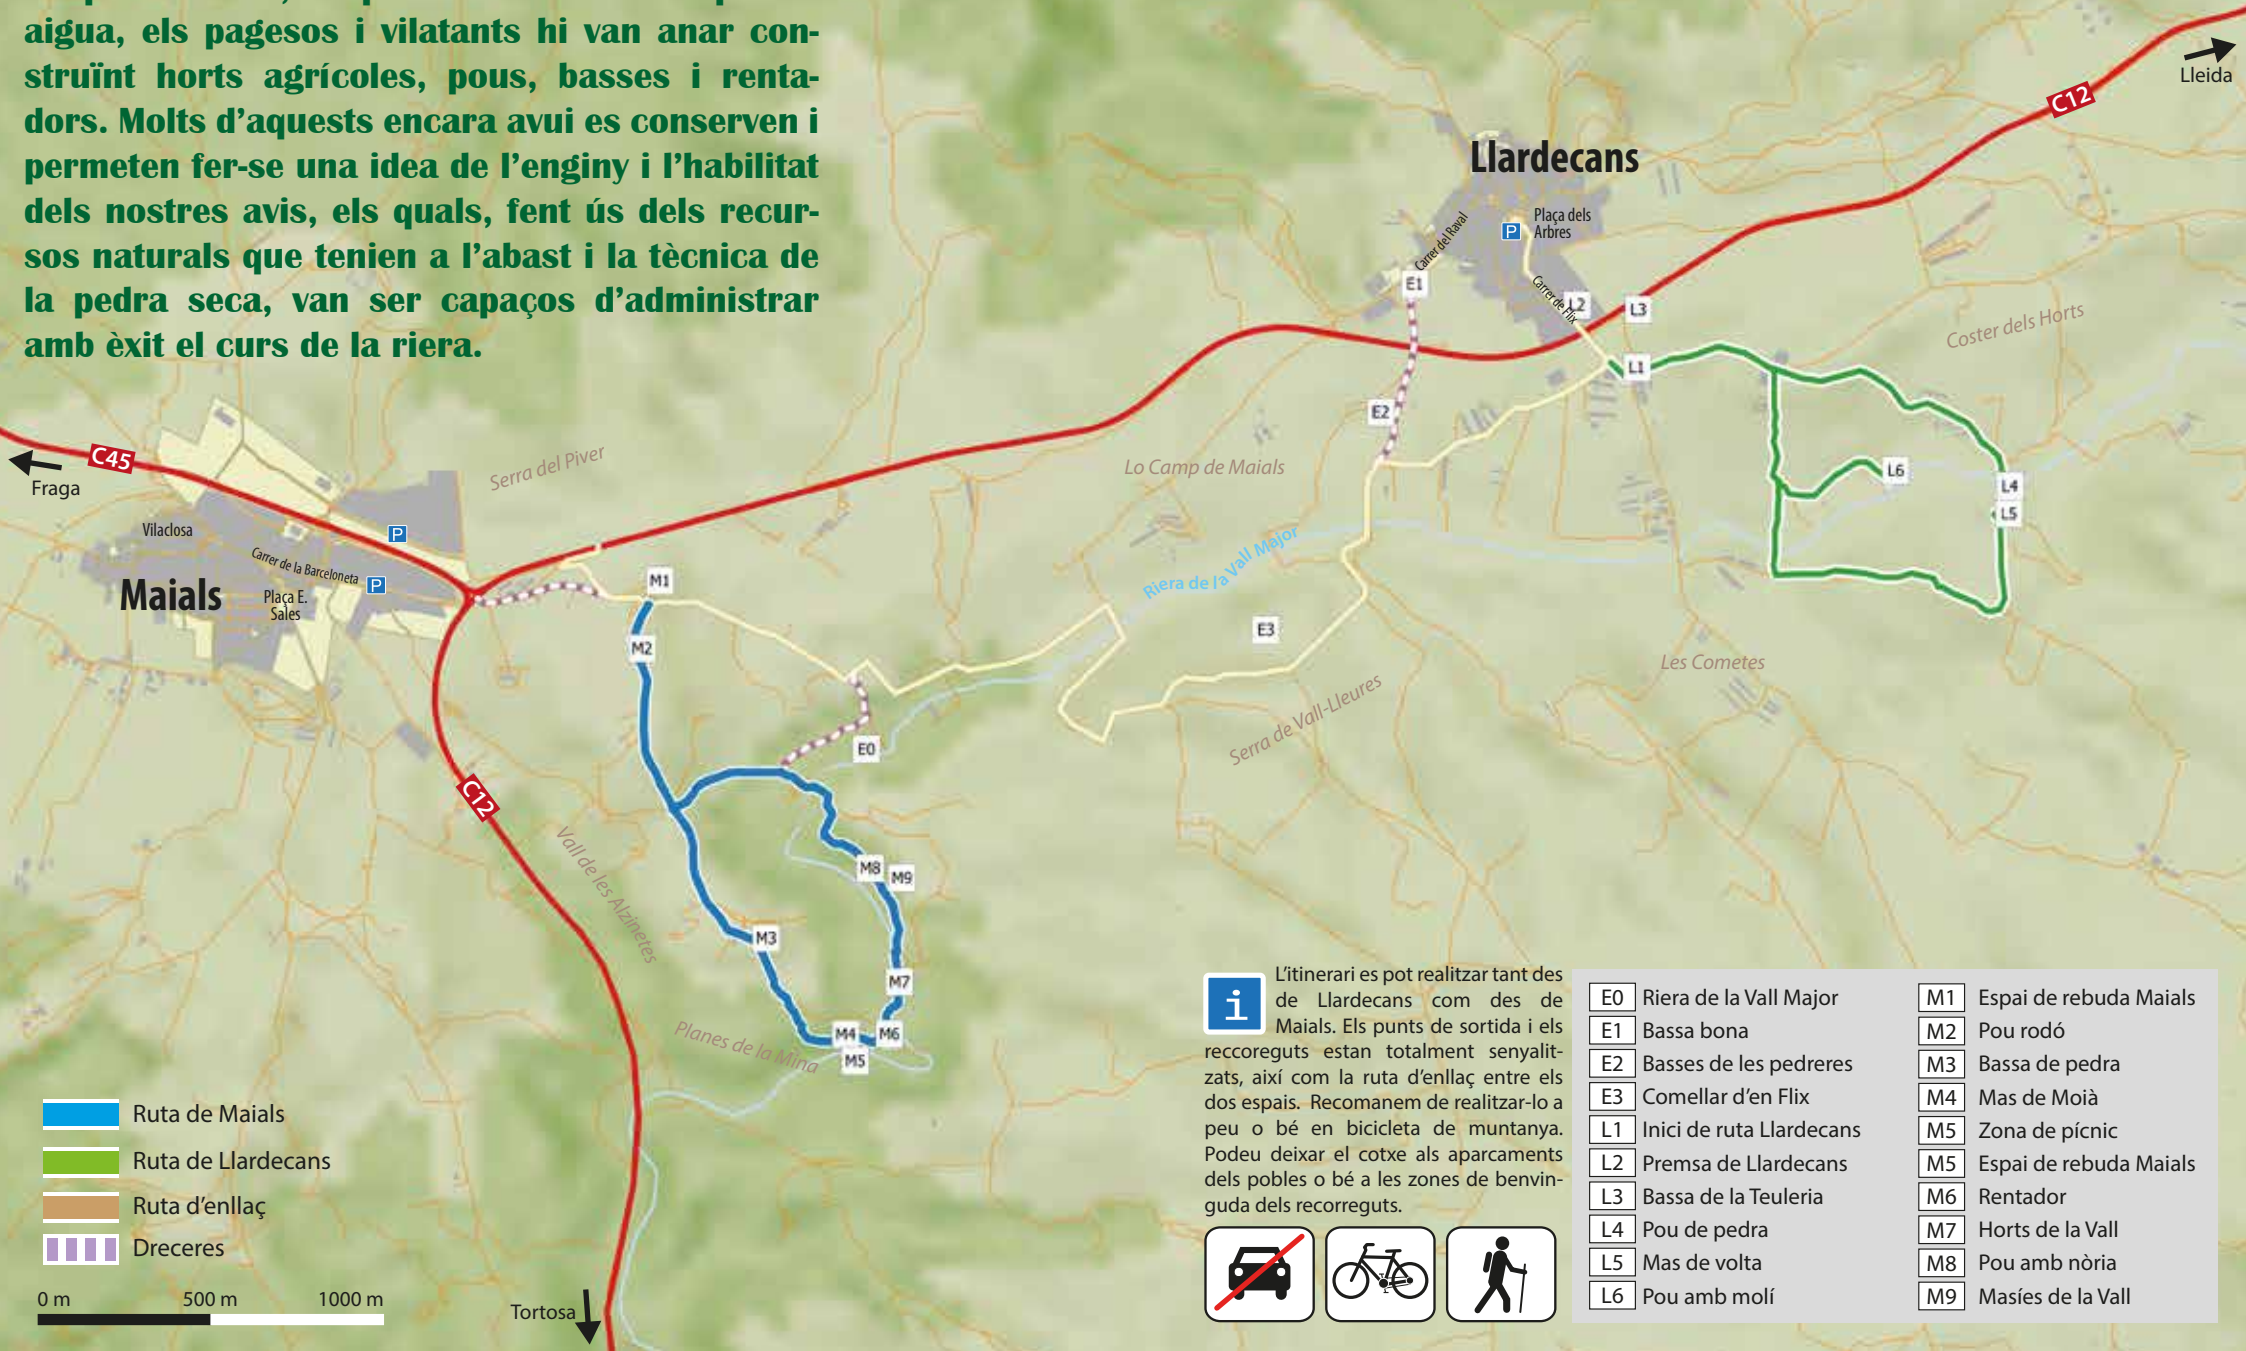 aigua, els pagesos i vilatants hi van anar con-
struïnt horts agrícoles, pous, basses i renta-
dors. Molts d'aquests encara avui es conserven i
permeten fer-se una idea de l'enginy i l'habilitat
dels nostres avis, els quals, fent ús dels recur-
sos naturals que tenien a l'abast i la tècnica de
la pedra seca, van ser capaços d'administrar
amb èxit el curs de la riera.
Lleida
C12
Llardecans
Plaça dels
Arbres
P
Carrer del Raval
Carrer de Flix
E1
L2
L3
L1
Coster dels Horts
E2
L6
L4
L5
Lo Camp de Maials
Riera de la Vall Major
E3
Serra de Vall-Lleures
Les Cometes
C45
Fraga
Serra del Piver
Vilaclosa
P
Carrer de la Barceloneta
P
Maials
Plaça E.
Sales
M1
M2
E0
C12
Vall de les Alzinetes
M8
M9
M3
M7
Planes de la Mina
M4
M6
M5
Ruta de Maials
Ruta de Llardecans
Ruta d'enllaç
Dreceres
0 m
500 m
1000 m
Tortosa
i
L'itinerari es pot realitzar tant des
de Llardecans com des de
Maials. Els punts de sortida i els
reccoreguts estan totalment senyalit-
zats, així com la ruta d'enllaç entre els
dos espais. Recomanem de realitzar-lo a
peu o bé en bicicleta de muntanya.
Podeu deixar el cotxe als aparcaments
dels pobles o bé a les zones de benvin-
guda dels recorreguts.
E0 Riera de la Vall Major
E1 Bassa bona
E2 Basses de les pedreres
E3 Comellar d'en Flix
L1 Inici de ruta Llardecans
L2 Premsa de Llardecans
L3 Bassa de la Teuleria
L4 Pou de pedra
L5 Mas de volta
L6 Pou amb molí
M1 Espai de rebuda Maials
M2 Pou rodó
M3 Bassa de pedra
M4 Mas de Moià
M5 Zona de pícnic
M5 Espai de rebuda Maials
M6 Rentador
M7 Horts de la Vall
M8 Pou amb nòria
M9 Masíes de la Vall